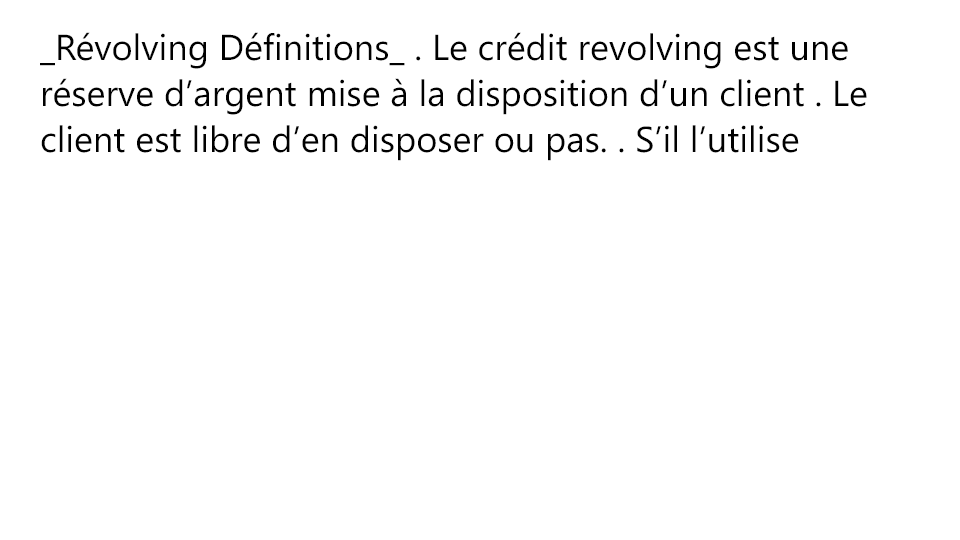 _Révolving Définitions_ . Le crédit revolving est une
réserve d’argent mise à la disposition d’un client . Le
client est libre d’en disposer ou pas. . S’il l’utilise